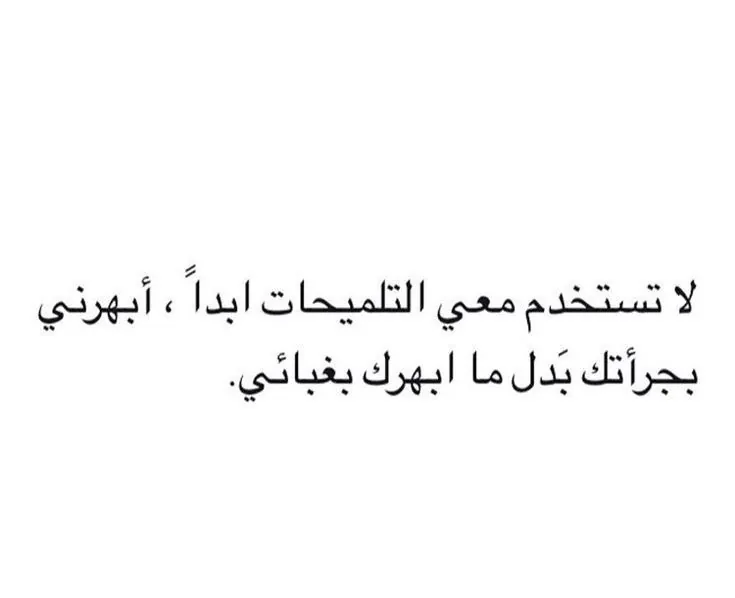 لا تستخدم معي التلميحات ابداً ، أبهرني
بجرأتك بَدل ما ابهرك بغبائي.